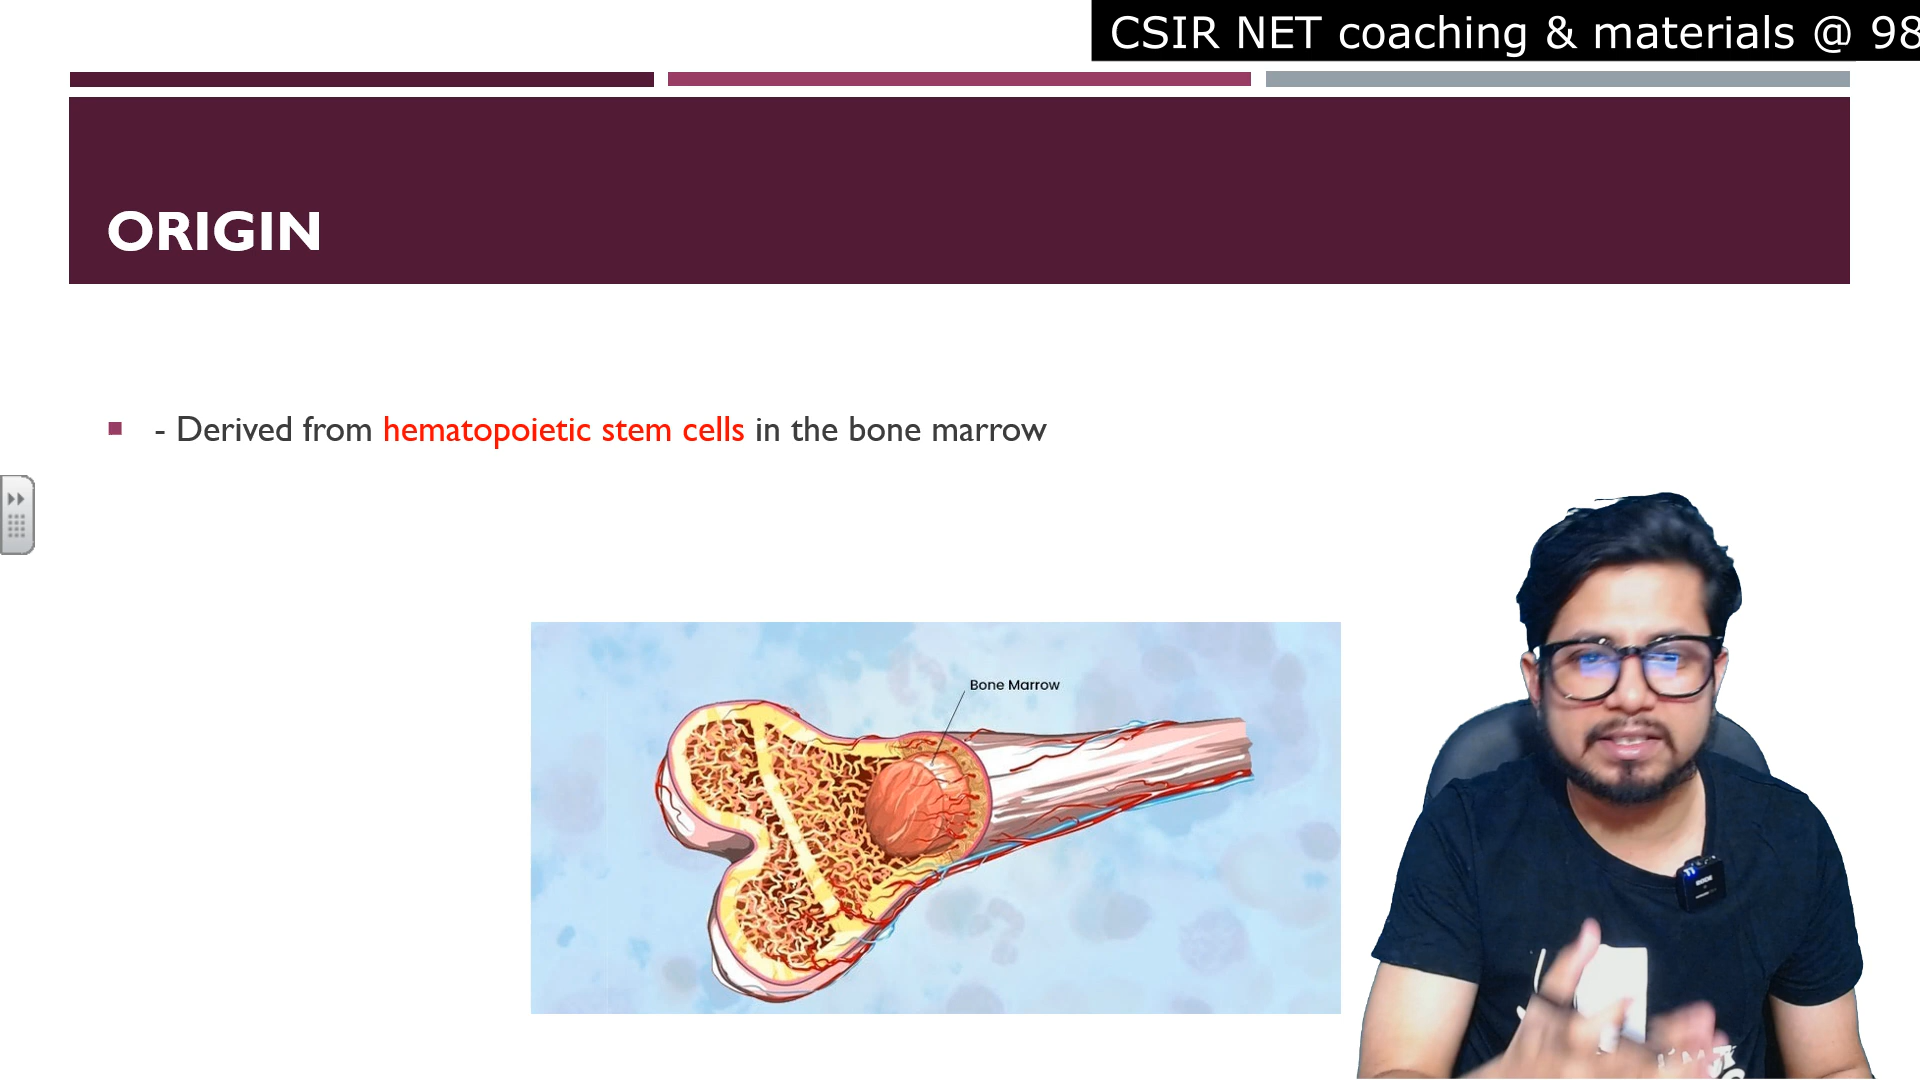 CSIR NET coaching & materials @ 98
ORIGIN
- Derived from hematopoietic stem cells in the bone marrow
Bone Marrow